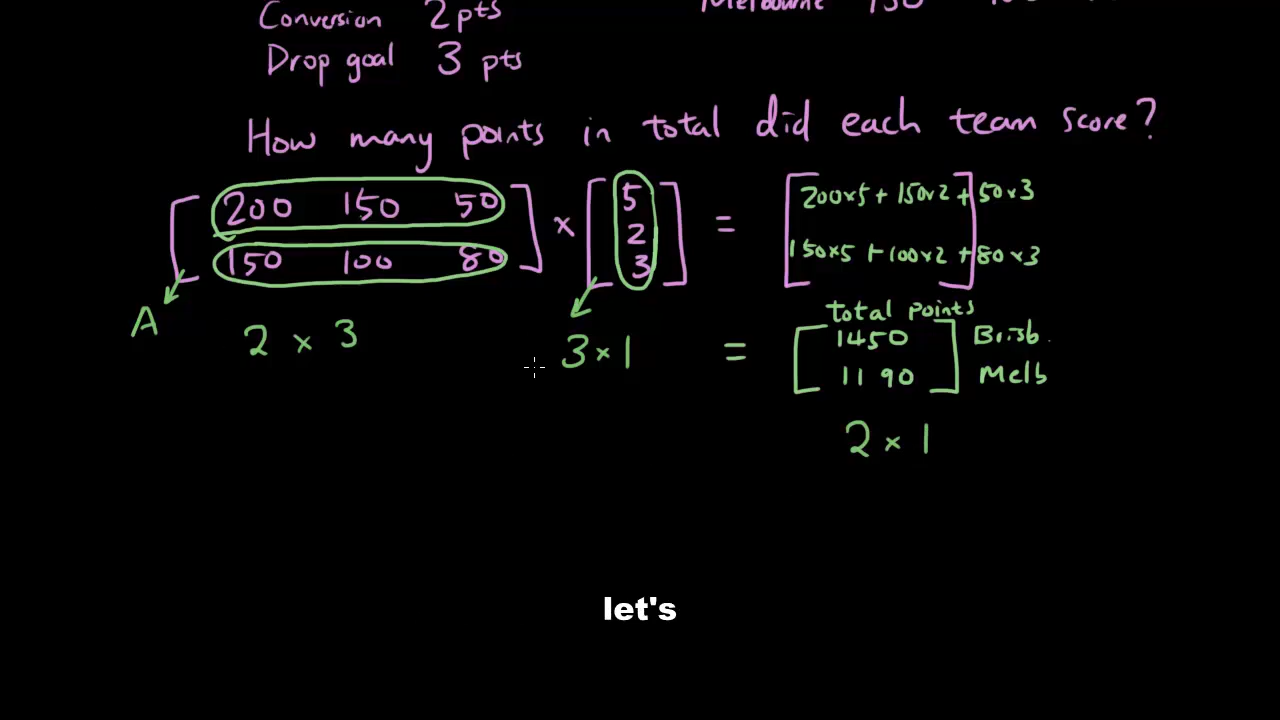 Conversion 2 pts
Melbourne 150
Drop goal 3 pts
How many points in total did each team score?
[200 150 50] × [5] = [200×5 + 150×2 + 50×3]
[150 100 80] [2 3] [150×5 + 100×2 + 80×3]
A
2 × 3
3 × 1
=
total points
[1450] Brisb.
[1190] Melb
2 × 1
let's